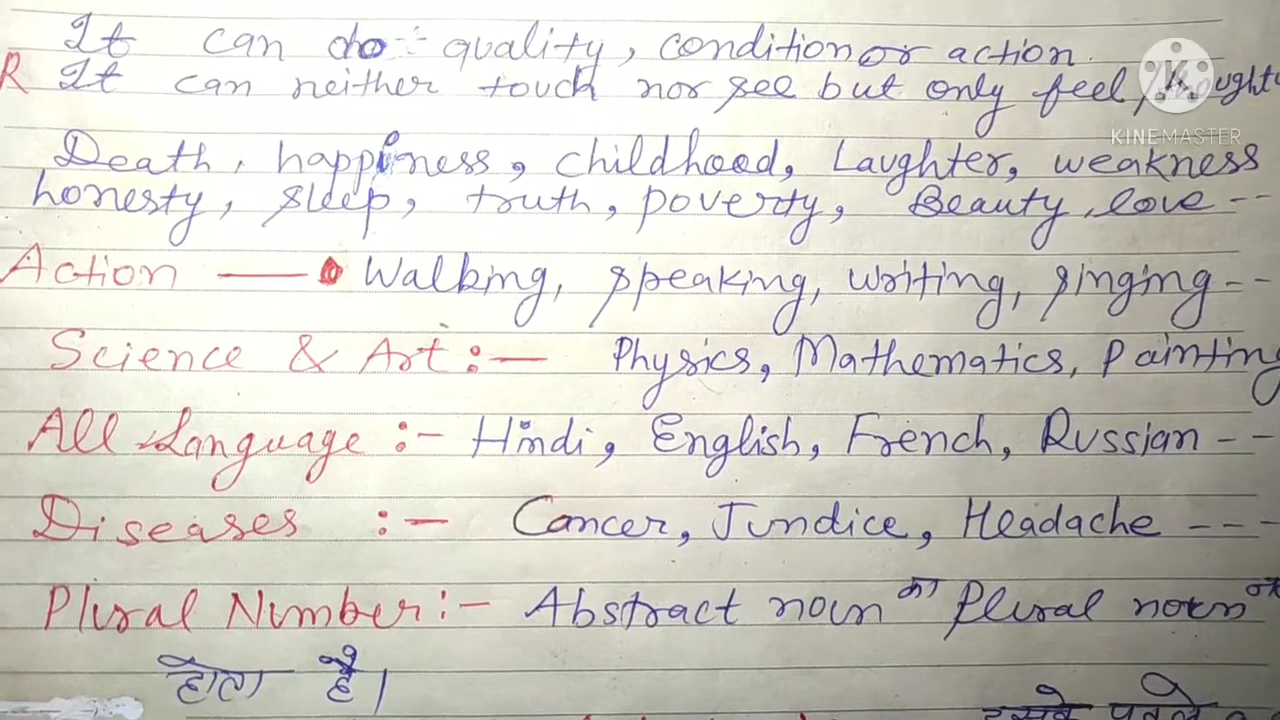 It can do quality, condition or action.
R It can neither touch nor see but only feel,
KINEMASTER
Death, happiness, childhood, Laughter, weakness
honesty, sleep, truth, poverty, Beauty, love --
Action — Walking, speaking, writing, singing --
Science & Art :— Physics, Mathematics, Painting
All Language :- Hindi, English, French, Russian --
Diseases :— Cancer, Jundice, Headache ---
Plural Number :- Abstract noun का Plural noun
होता है।